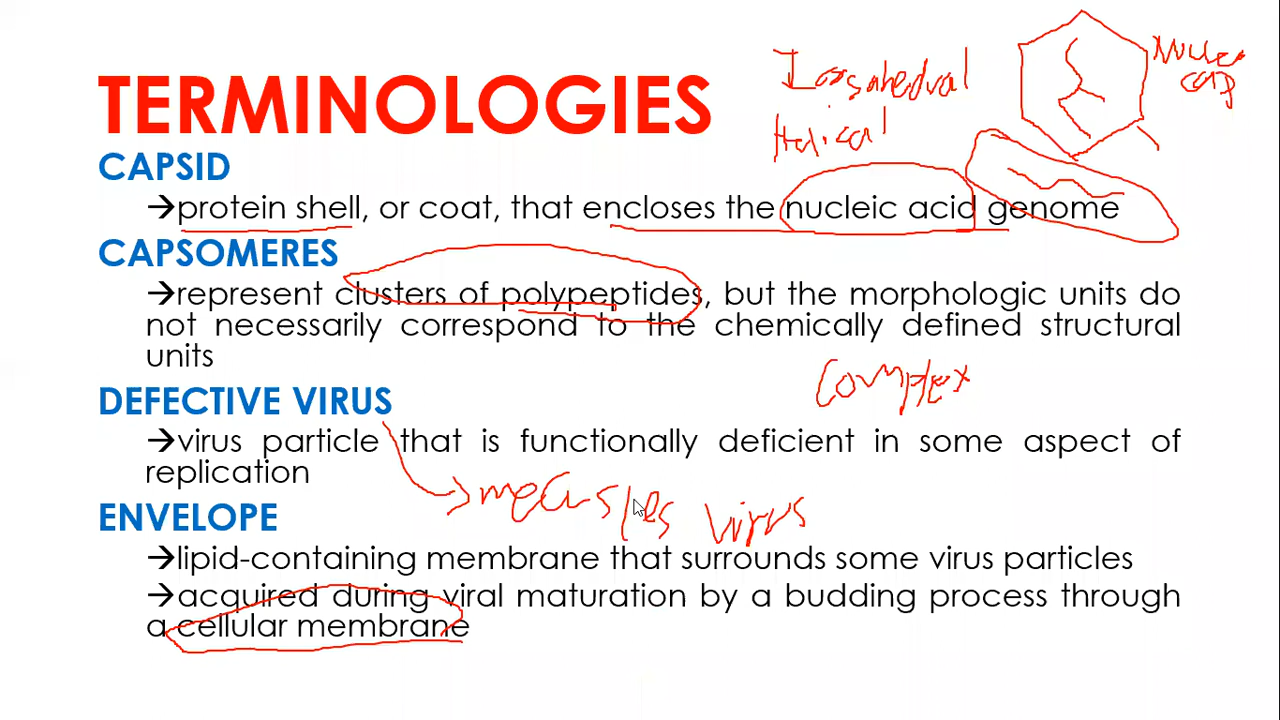 TERMINOLOGIES
Icosahedral
Helical
Nucleo
cap
CAPSID
→protein shell, or coat, that encloses the nucleic acid genome
CAPSOMERES
→represent clusters of polypeptides, but the morphologic units do
not necessarily correspond to the chemically defined structural
units
Complex
DEFECTIVE VIRUS
→virus particle that is functionally deficient in some aspect of
replication
→measles virus
ENVELOPE
→lipid-containing membrane that surrounds some virus particles
→acquired during viral maturation by a budding process through
a cellular membrane